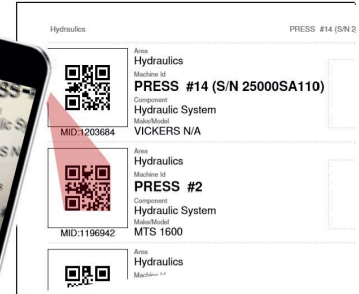 Hydraulics PRESS #14 (S/N
Area
Hydraulics
Machine Id
PRESS #14 (S/N 25000SA110)
Component
Hydraulic System
Make/Model
MID:1203684 VICKERS N/A
Area
Hydraulics
Machine Id
PRESS #2
Component
Hydraulic System
Make/Model
MID:1196942 MTS 1600
Area
Hydraulics